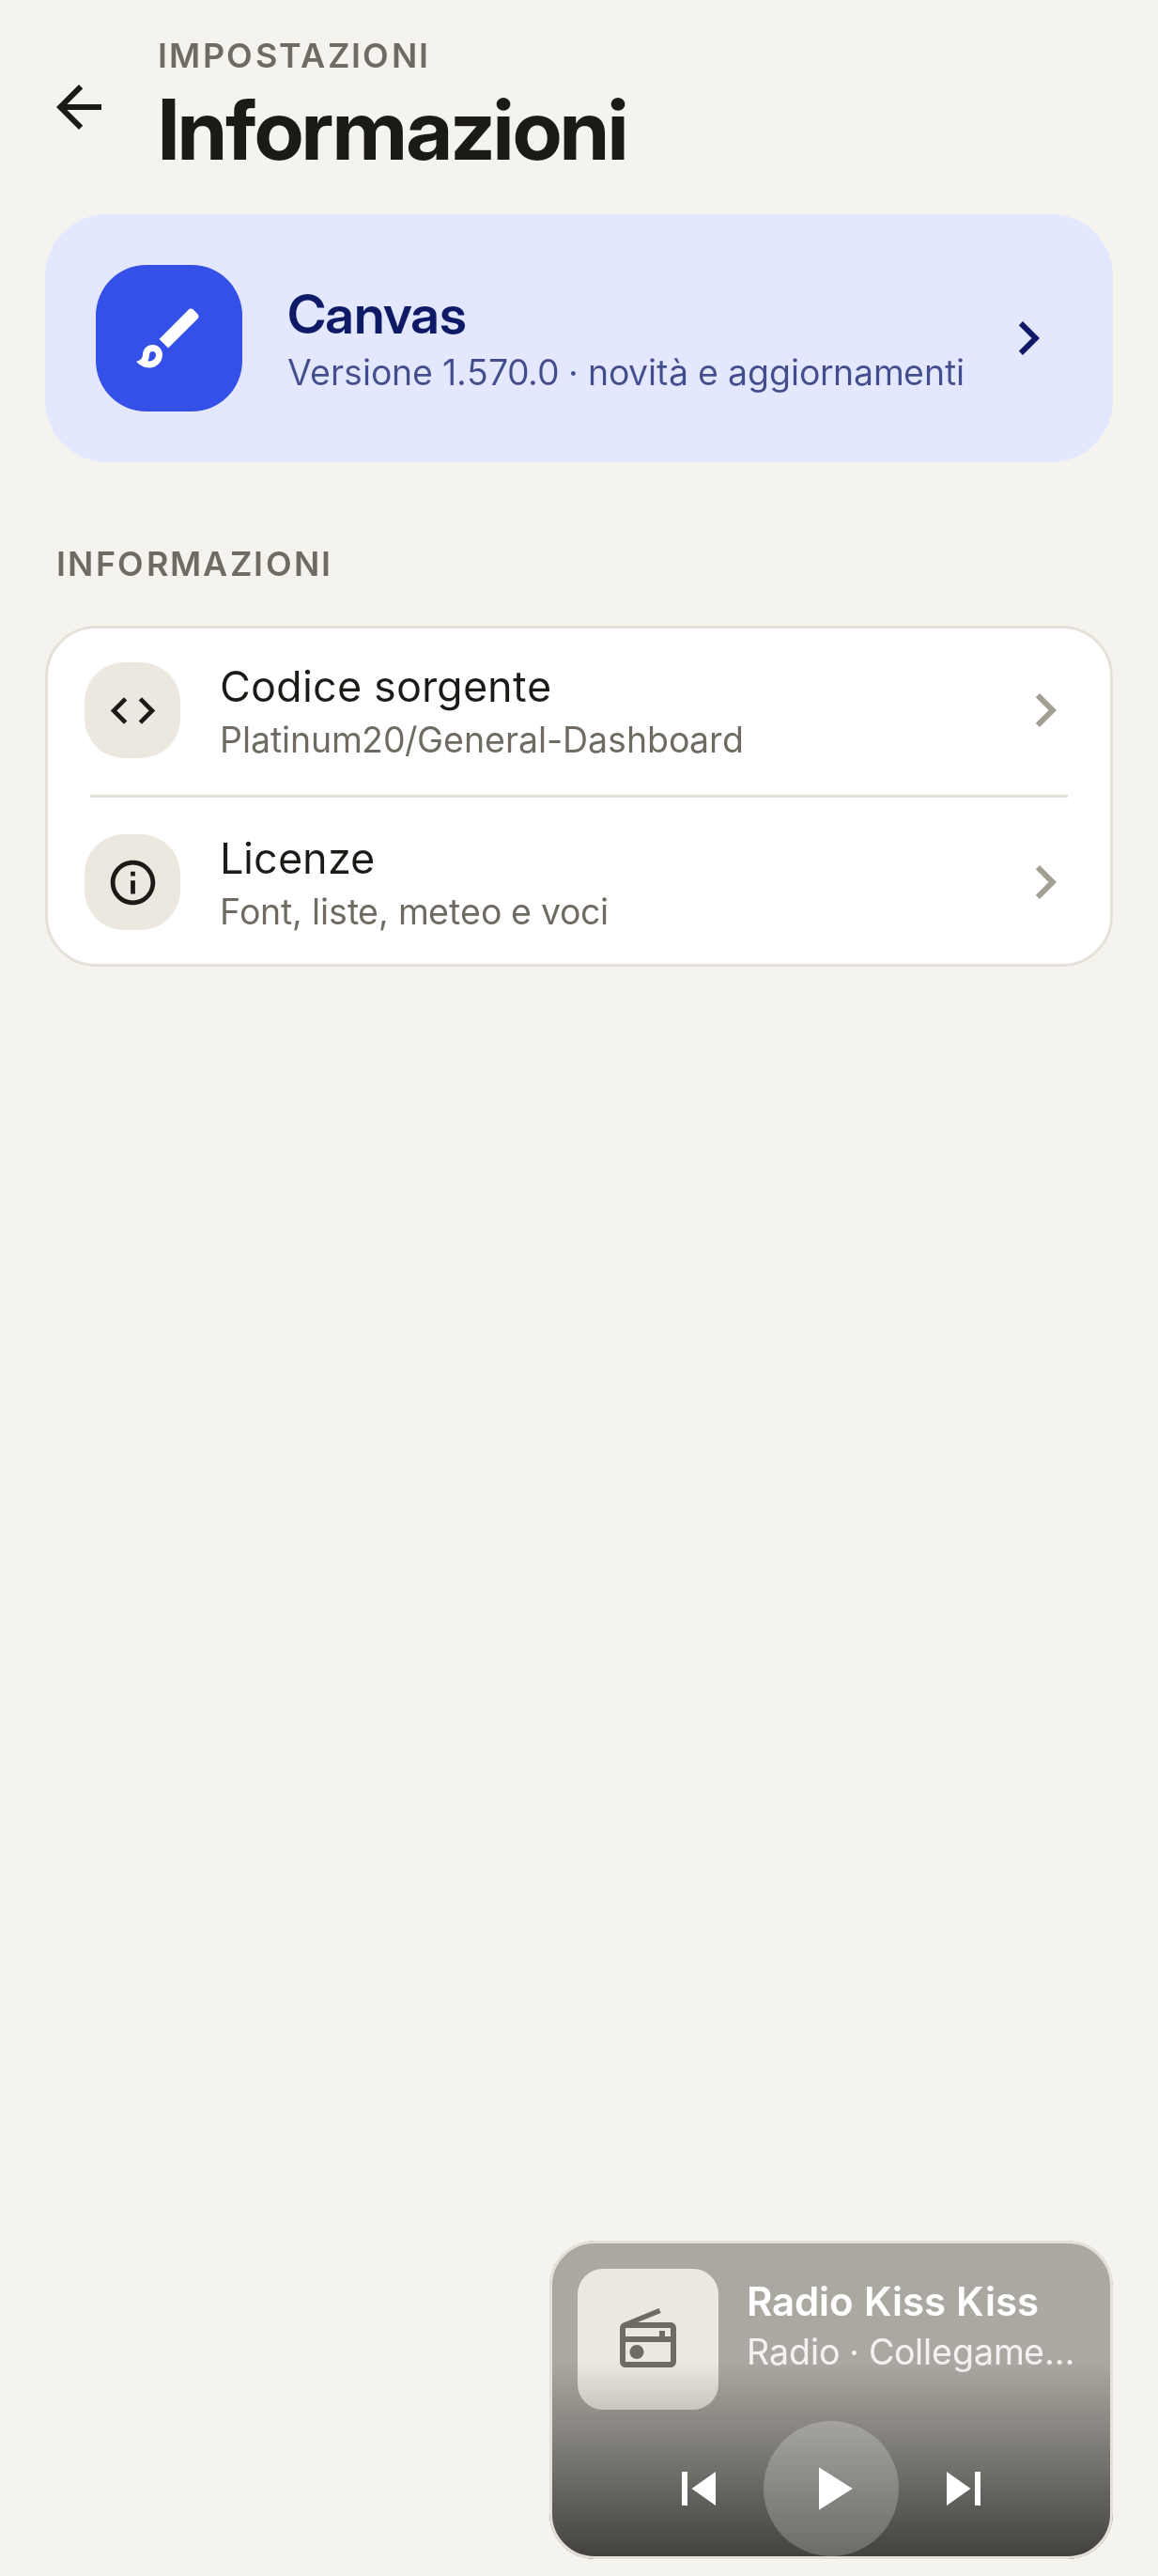 IMPOSTAZIONI
Informazioni
Canvas
Versione 1.570.0 · novità e aggiornamenti
INFORMAZIONI
Codice sorgente
Platinum20/General-Dashboard
Licenze
Font, liste, meteo e voci
Radio Kiss Kiss
Radio · Collegame...